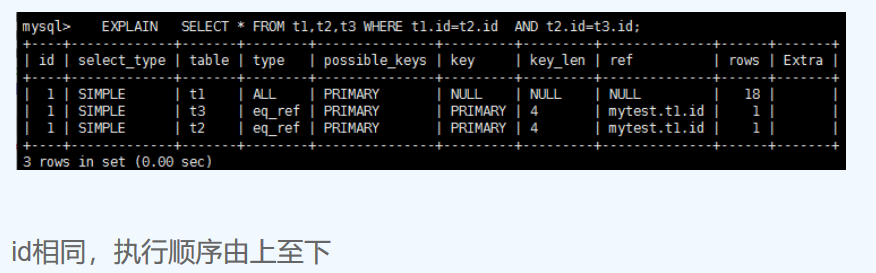 mysql>    EXPLAIN   SELECT * FROM t1,t2,t3 WHERE t1.id=t2.id  AND t2.id=t3.id;
+----+-------------+-------+--------+---------------+---------+---------+--------------+------+-------+
| id | select_type | table | type   | possible_keys | key     | key_len | ref          | rows | Extra |
+----+-------------+-------+--------+---------------+---------+---------+--------------+------+-------+
|  1 | SIMPLE      | t1    | ALL    | PRIMARY       | NULL    | NULL    | NULL         |   18 |       |
|  1 | SIMPLE      | t3    | eq_ref | PRIMARY       | PRIMARY | 4       | mytest.t1.id |    1 |       |
|  1 | SIMPLE      | t2    | eq_ref | PRIMARY       | PRIMARY | 4       | mytest.t1.id |    1 |       |
+----+-------------+-------+--------+---------------+---------+---------+--------------+------+-------+
3 rows in set (0.00 sec)
id相同，执行顺序由上至下